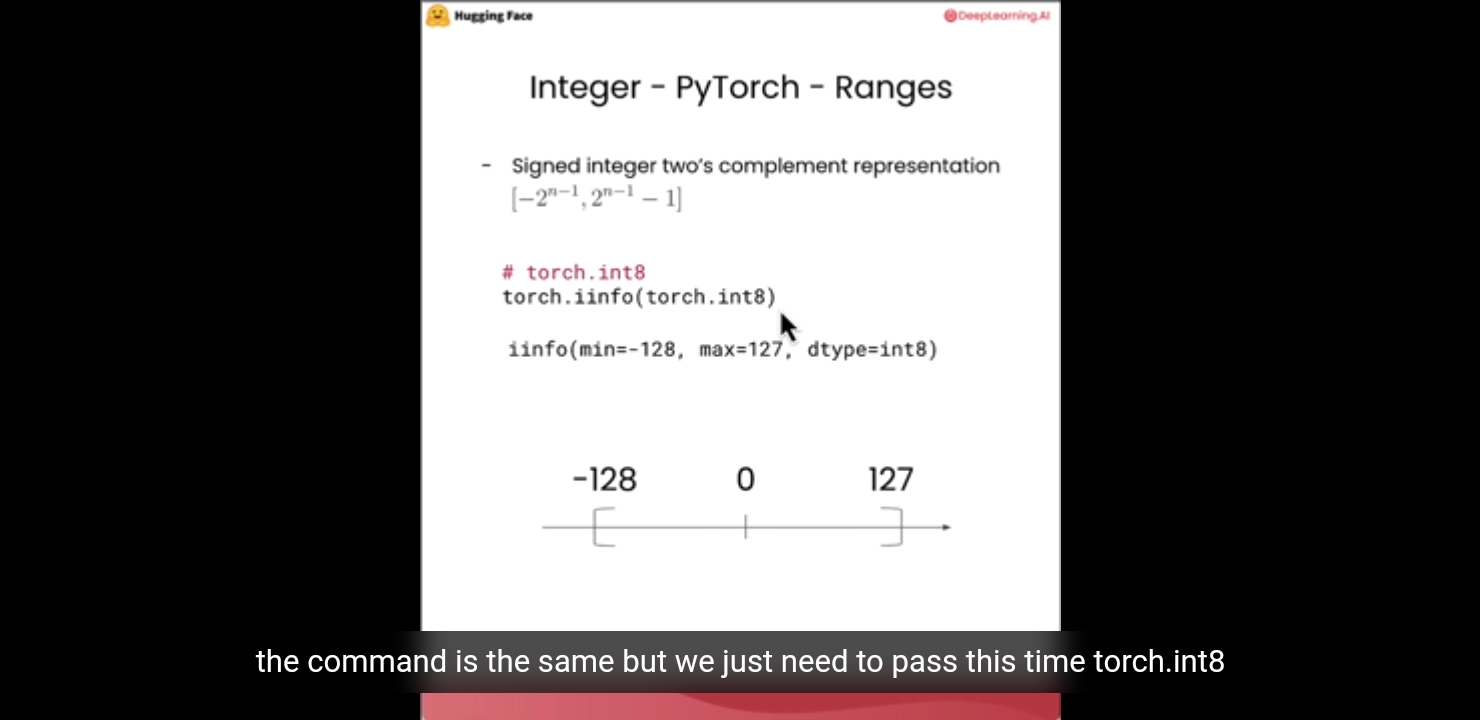 Hugging Face
DeepLearning.AI
Integer - PyTorch - Ranges
- Signed integer two's complement representation
[−2ⁿ⁻¹, 2ⁿ⁻¹ − 1]
# torch.int8
torch.iinfo(torch.int8)
iinfo(min=-128, max=127, dtype=int8)
-128 0 127
the command is the same but we just need to pass this time torch.int8